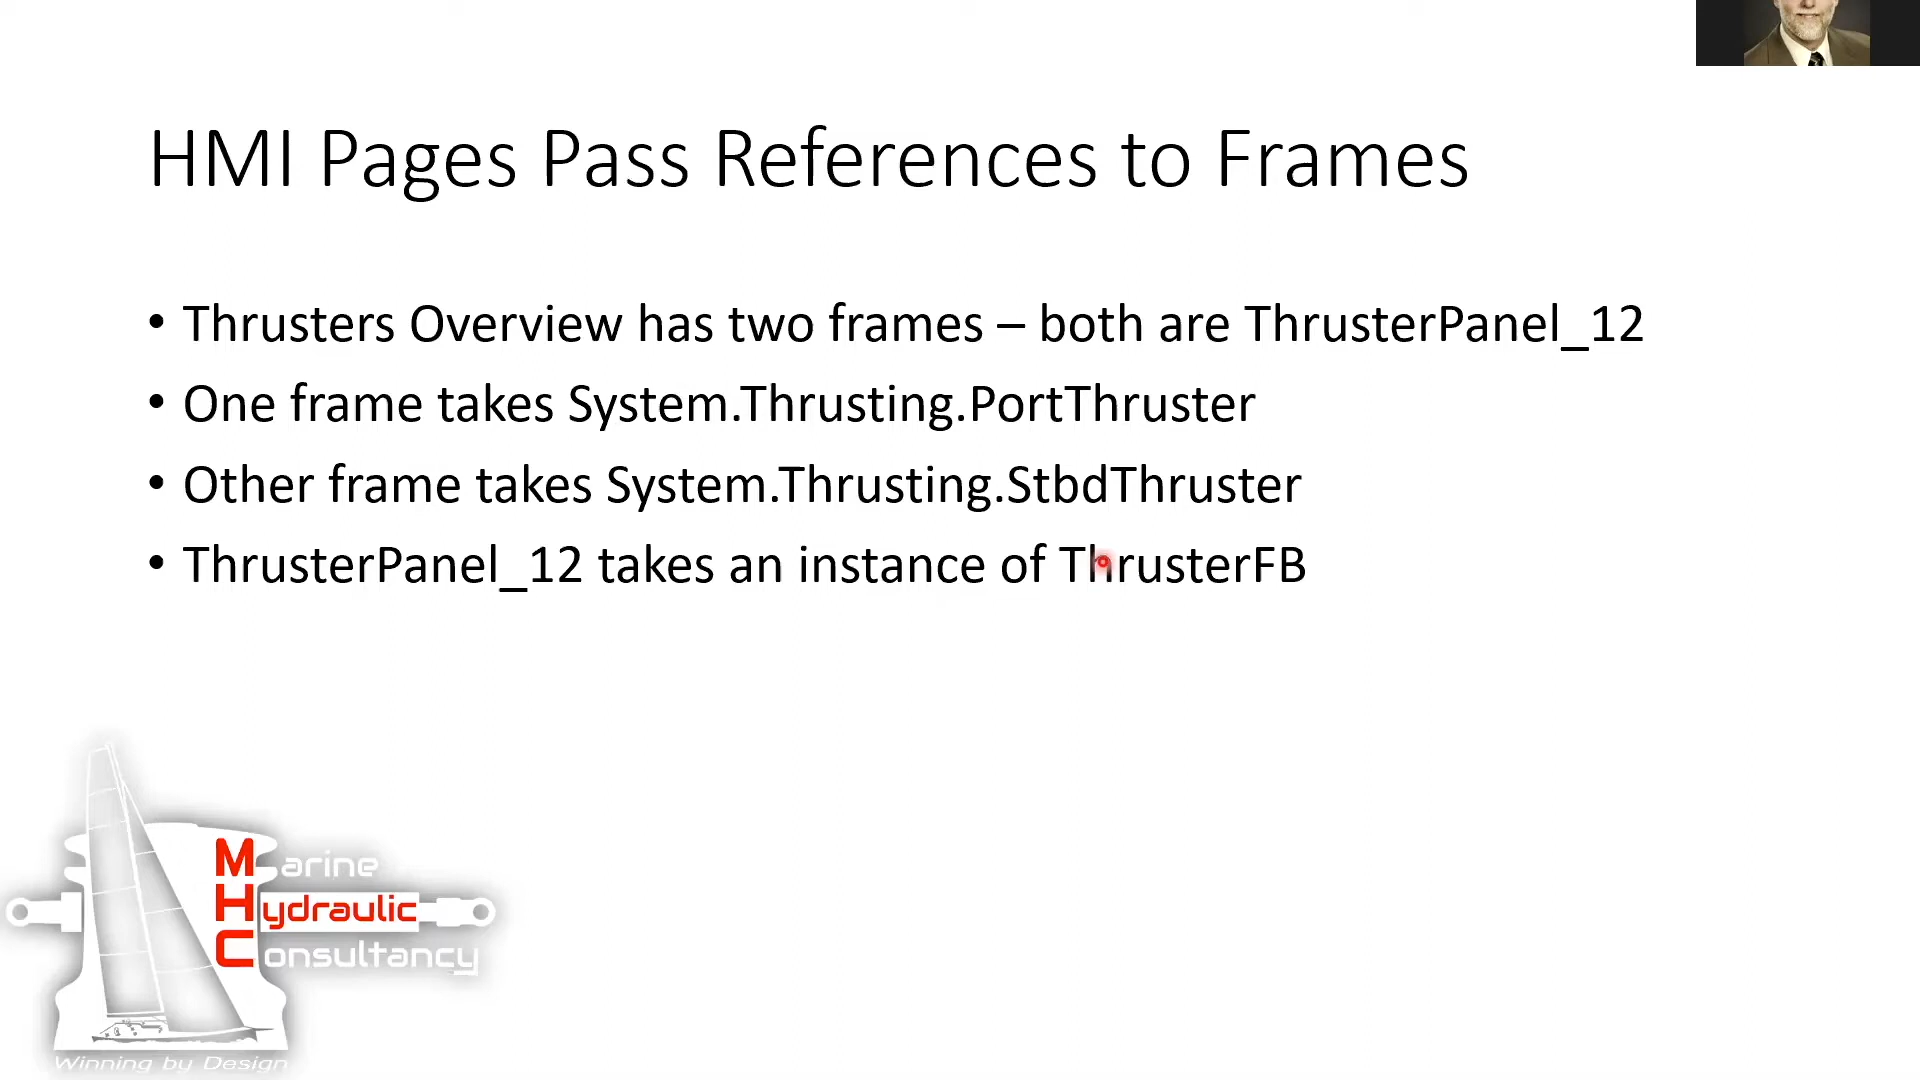 HMI Pages Pass References to Frames
• Thrusters Overview has two frames – both are ThrusterPanel_12
• One frame takes System.Thrusting.PortThruster
• Other frame takes System.Thrusting.StbdThruster
• ThrusterPanel_12 takes an instance of ThrusterFB
Marine
Hydraulic
Consultancy
Winning by Design